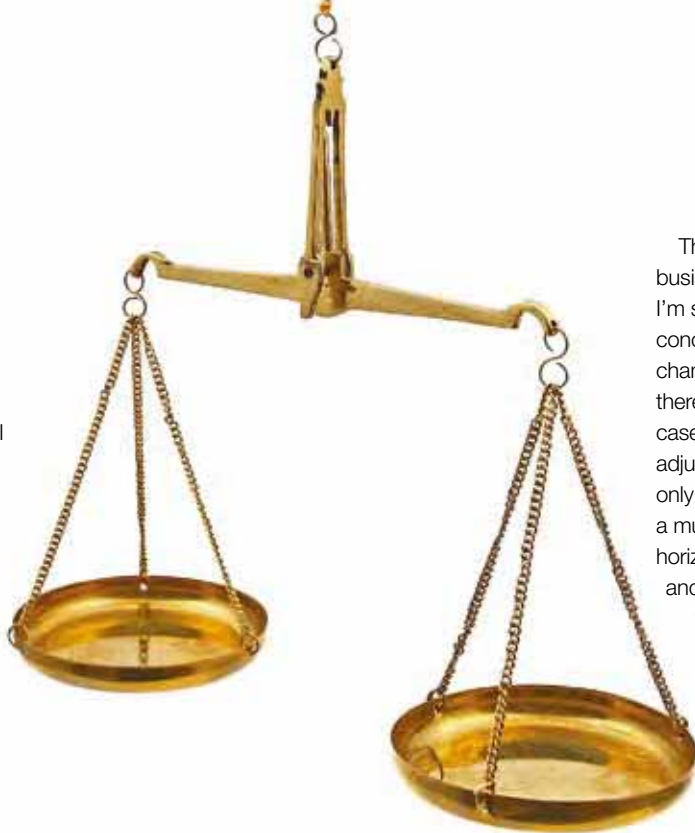 l
Th
busi
I'm s
conc
char
there
case
adju
only
a mu
horiz
and